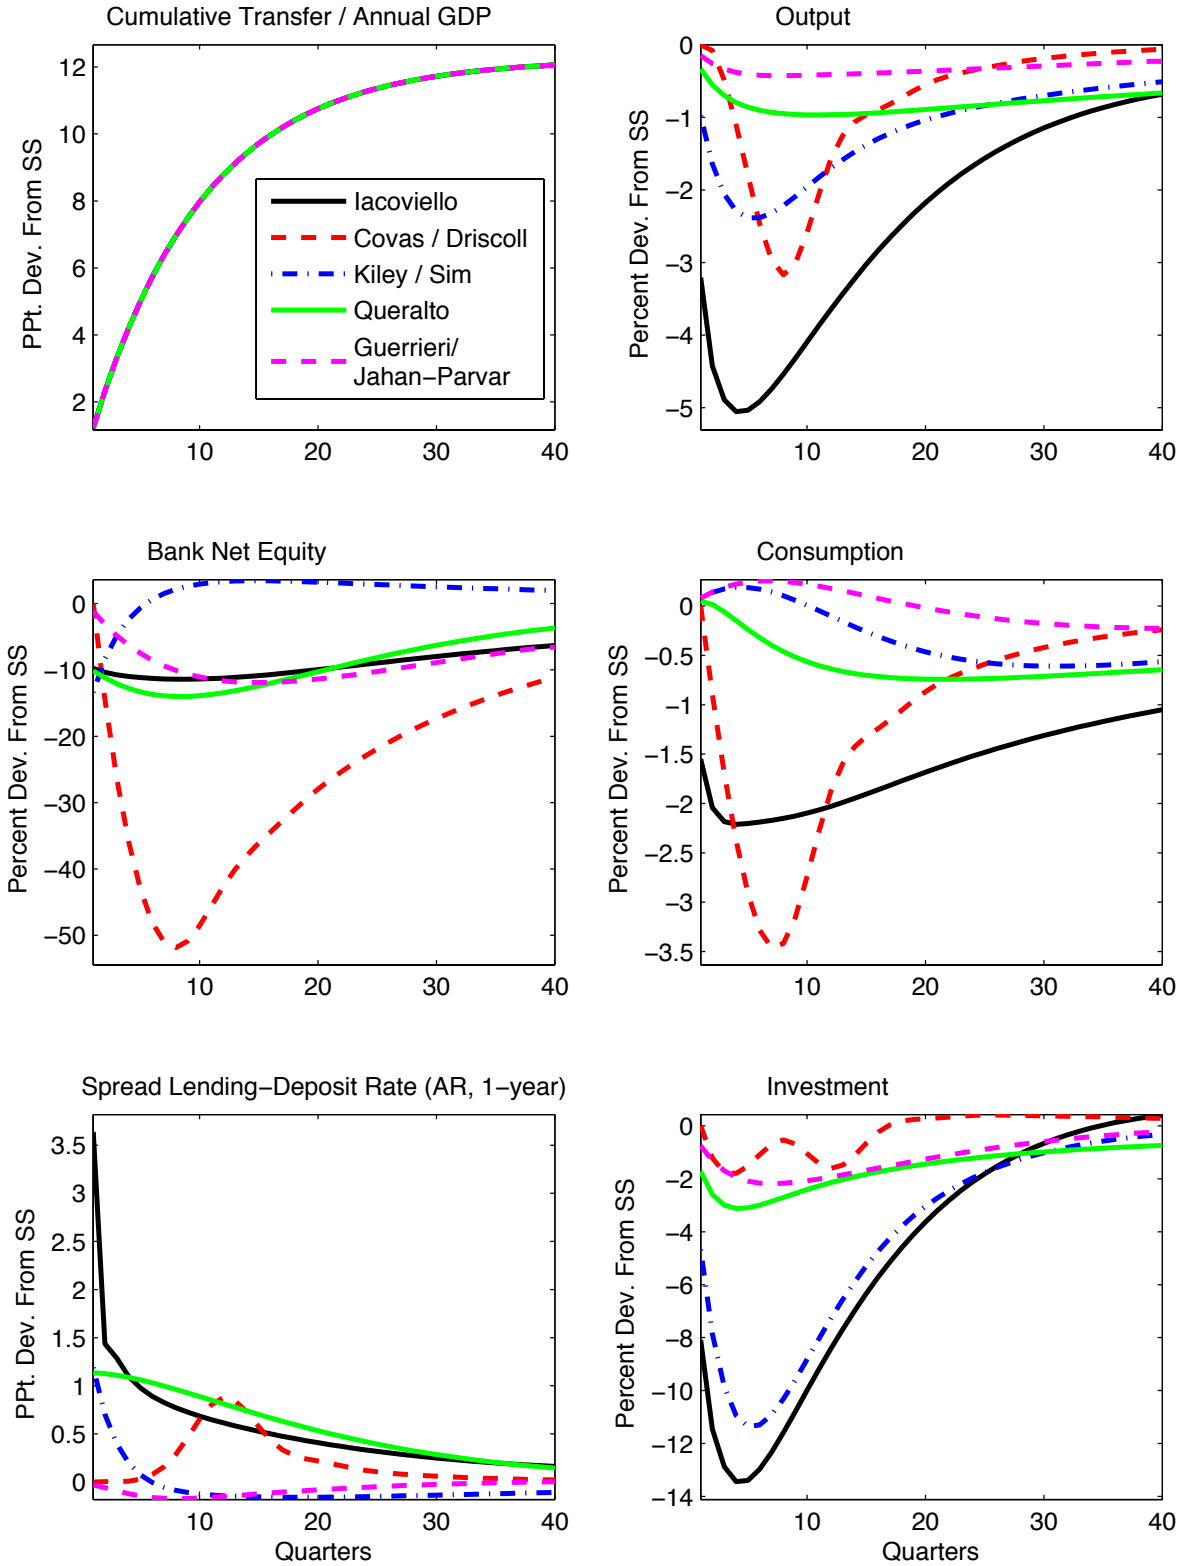 Cumulative Transfer / Annual GDP
PPt. Dev. From SS
12
10
8
6
4
2
10 20 30 40
Iacoviello
Covas / Driscoll
Kiley / Sim
Queralto
Guerrieri/
Jahan−Parvar
Output
Percent Dev. From SS
0
−1
−2
−3
−4
−5
10 20 30 40
Bank Net Equity
Percent Dev. From SS
0
−10
−20
−30
−40
−50
10 20 30 40
Consumption
Percent Dev. From SS
0
−0.5
−1
−1.5
−2
−2.5
−3
−3.5
10 20 30 40
Spread Lending−Deposit Rate (AR, 1−year)
PPt. Dev. From SS
3.5
3
2.5
2
1.5
1
0.5
0
10 20 30 40
Quarters
Investment
Percent Dev. From SS
0
−2
−4
−6
−8
−10
−12
−14
10 20 30 40
Quarters